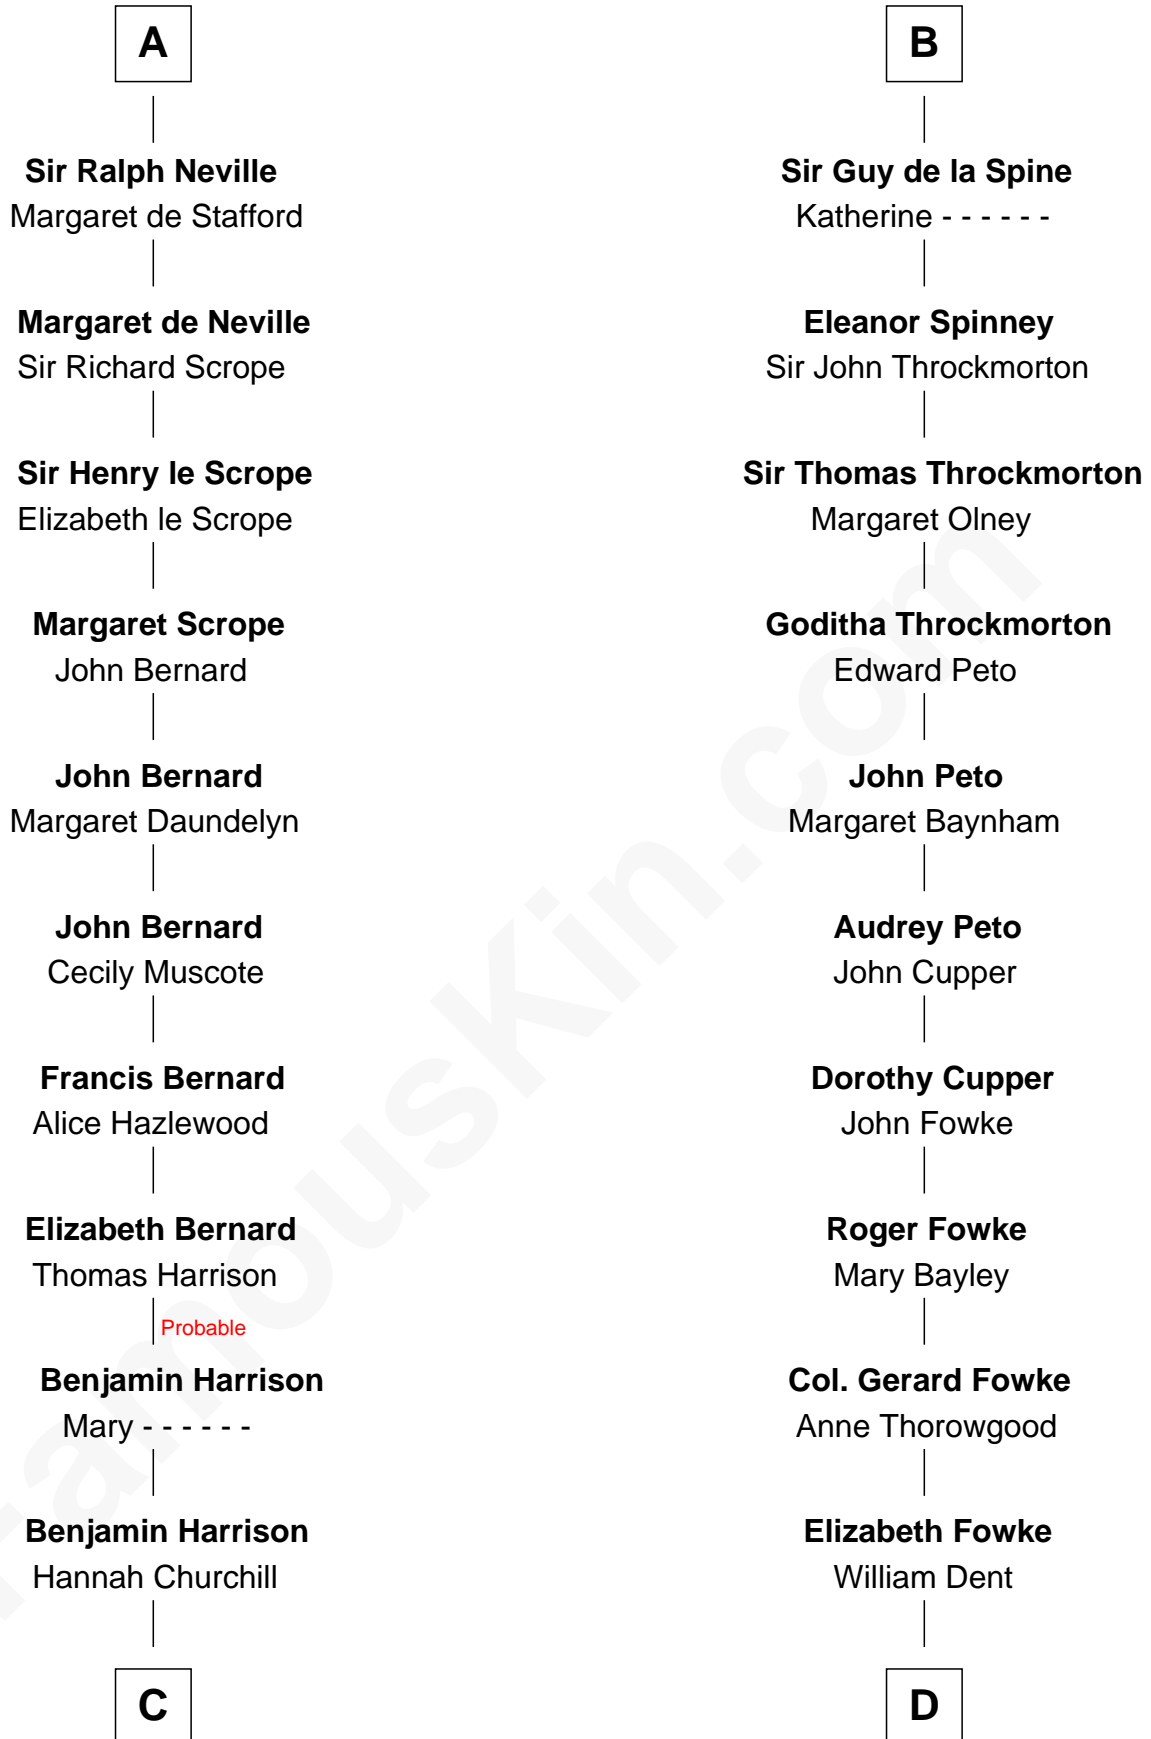 A
Sir Ralph Neville
Margaret de Stafford
Margaret de Neville
Sir Richard Scrope
Sir Henry le Scrope
Elizabeth le Scrope
Margaret Scrope
John Bernard
John Bernard
Margaret Daundelyn
John Bernard
Cecily Muscote
Francis Bernard
Alice Hazlewood
Elizabeth Bernard
Thomas Harrison
Probable
Benjamin Harrison
Mary - - - - - -
Benjamin Harrison
Hannah Churchill
C
B
Sir Guy de la Spine
Katherine - - - - - -
Eleanor Spinney
Sir John Throckmorton
Sir Thomas Throckmorton
Margaret Olney
Goditha Throckmorton
Edward Peto
John Peto
Margaret Baynham
Audrey Peto
John Cupper
Dorothy Cupper
John Fowke
Roger Fowke
Mary Bayley
Col. Gerard Fowke
Anne Thorowgood
Elizabeth Fowke
William Dent
D
FamousKin.com